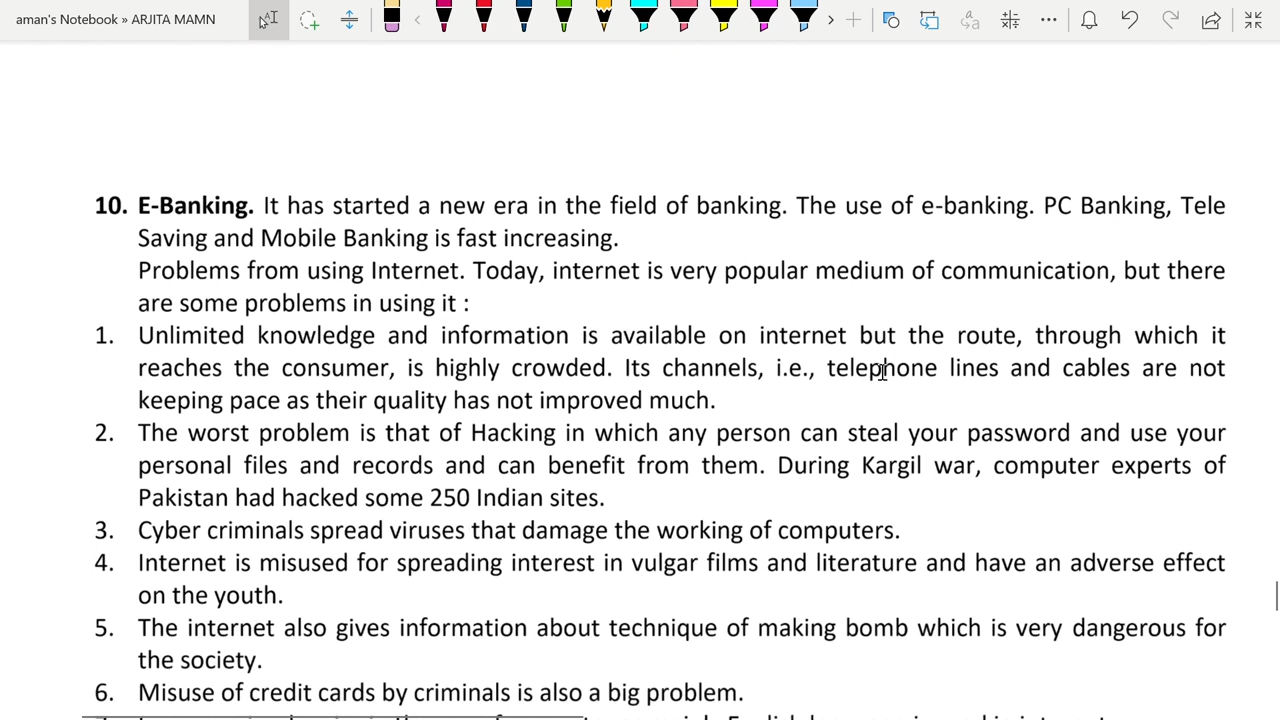 aman's Notebook » ARJITA MAMN
10. E-Banking. It has started a new era in the field of banking. The use of e-banking. PC Banking, Tele
Saving and Mobile Banking is fast increasing.
Problems from using Internet. Today, internet is very popular medium of communication, but there
are some problems in using it :
1. Unlimited knowledge and information is available on internet but the route, through which it
reaches the consumer, is highly crowded. Its channels, i.e., telephone lines and cables are not
keeping pace as their quality has not improved much.
2. The worst problem is that of Hacking in which any person can steal your password and use your
personal files and records and can benefit from them. During Kargil war, computer experts of
Pakistan had hacked some 250 Indian sites.
3. Cyber criminals spread viruses that damage the working of computers.
4. Internet is misused for spreading interest in vulgar films and literature and have an adverse effect
on the youth.
5. The internet also gives information about technique of making bomb which is very dangerous for
the society.
6. Misuse of credit cards by criminals is also a big problem.